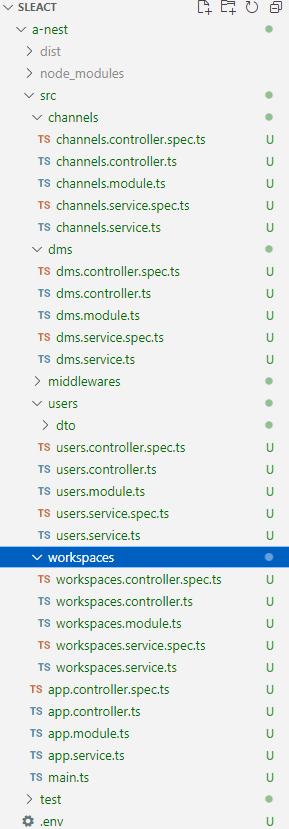 SLEACT
a-nest
dist
node_modules
src
channels
TS channels.controller.spec.ts U
TS channels.controller.ts U
TS channels.module.ts U
TS channels.service.spec.ts U
TS channels.service.ts U
dms
TS dms.controller.spec.ts U
TS dms.controller.ts U
TS dms.module.ts U
TS dms.service.spec.ts U
TS dms.service.ts U
middlewares
users
dto
TS users.controller.spec.ts U
TS users.controller.ts U
TS users.module.ts U
TS users.service.spec.ts U
TS users.service.ts U
workspaces
TS workspaces.controller.spec.ts U
TS workspaces.controller.ts U
TS workspaces.module.ts U
TS workspaces.service.spec.ts U
TS workspaces.service.ts U
TS app.controller.spec.ts U
TS app.controller.ts U
TS app.module.ts U
TS app.service.ts U
TS main.ts U
test
.env U